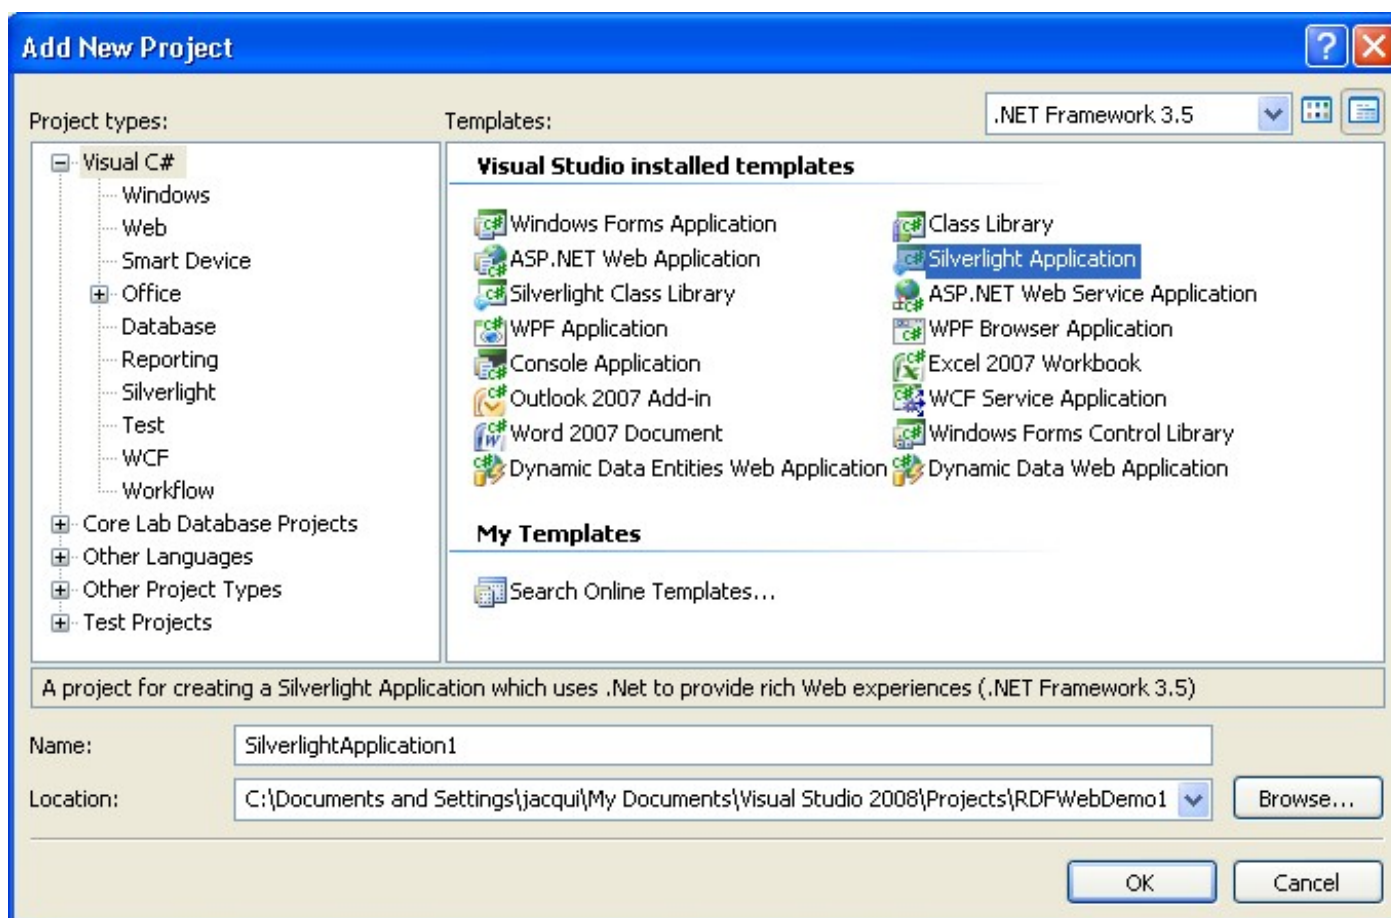 Add New Project
Project types:
Templates:
.NET Framework 3.5
Visual C#
Windows
Web
Smart Device
Office
Database
Reporting
Silverlight
Test
WCF
Workflow
Core Lab Database Projects
Other Languages
Other Project Types
Test Projects
Visual Studio installed templates
Windows Forms Application
Class Library
ASP.NET Web Application
Silverlight Application
Silverlight Class Library
ASP.NET Web Service Application
WPF Application
WPF Browser Application
Console Application
Excel 2007 Workbook
Outlook 2007 Add-in
WCF Service Application
Word 2007 Document
Windows Forms Control Library
Dynamic Data Entities Web Application
Dynamic Data Web Application
My Templates
Search Online Templates...
A project for creating a Silverlight Application which uses .Net to provide rich Web experiences (.NET Framework 3.5)
Name:
SilverlightApplication1
Location:
C:\Documents and Settings\jacqui\My Documents\Visual Studio 2008\Projects\RDFWebDemo1
Browse...
OK
Cancel